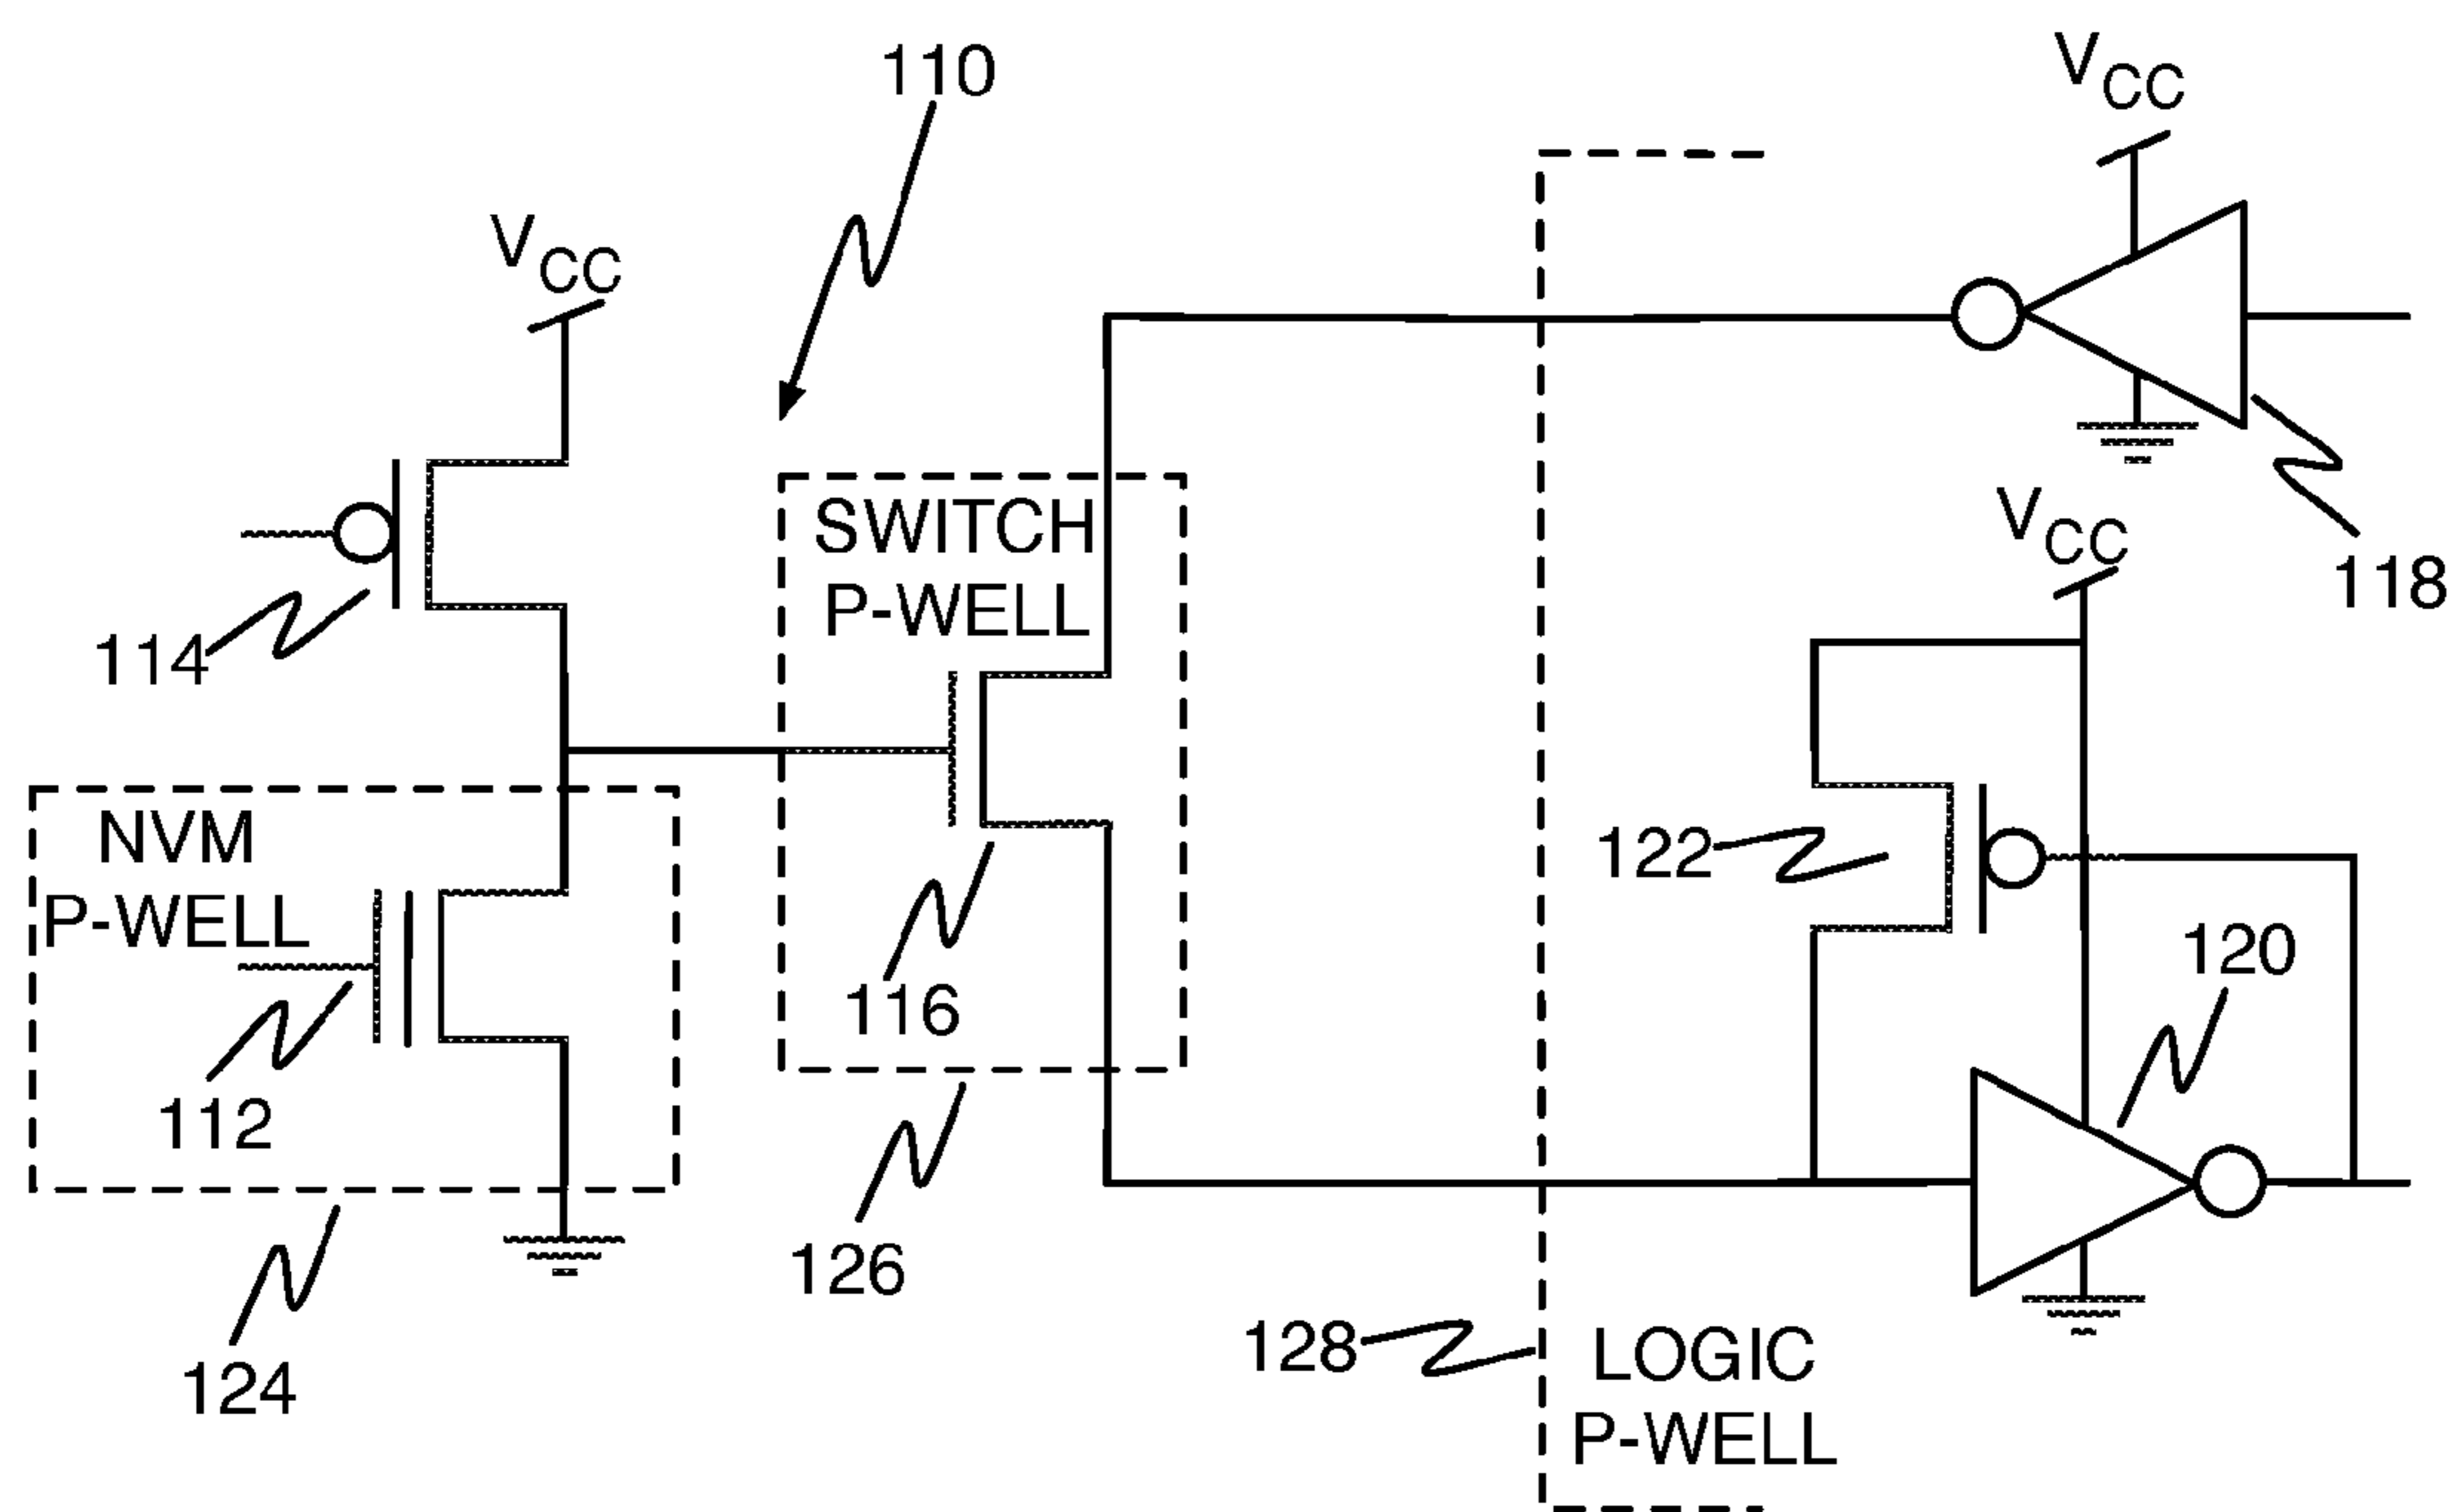 110
VCC
VCC
118
SWITCH
P-WELL
VCC
114
122
NVM
P-WELL
120
116
112
126
128
LOGIC
P-WELL
124